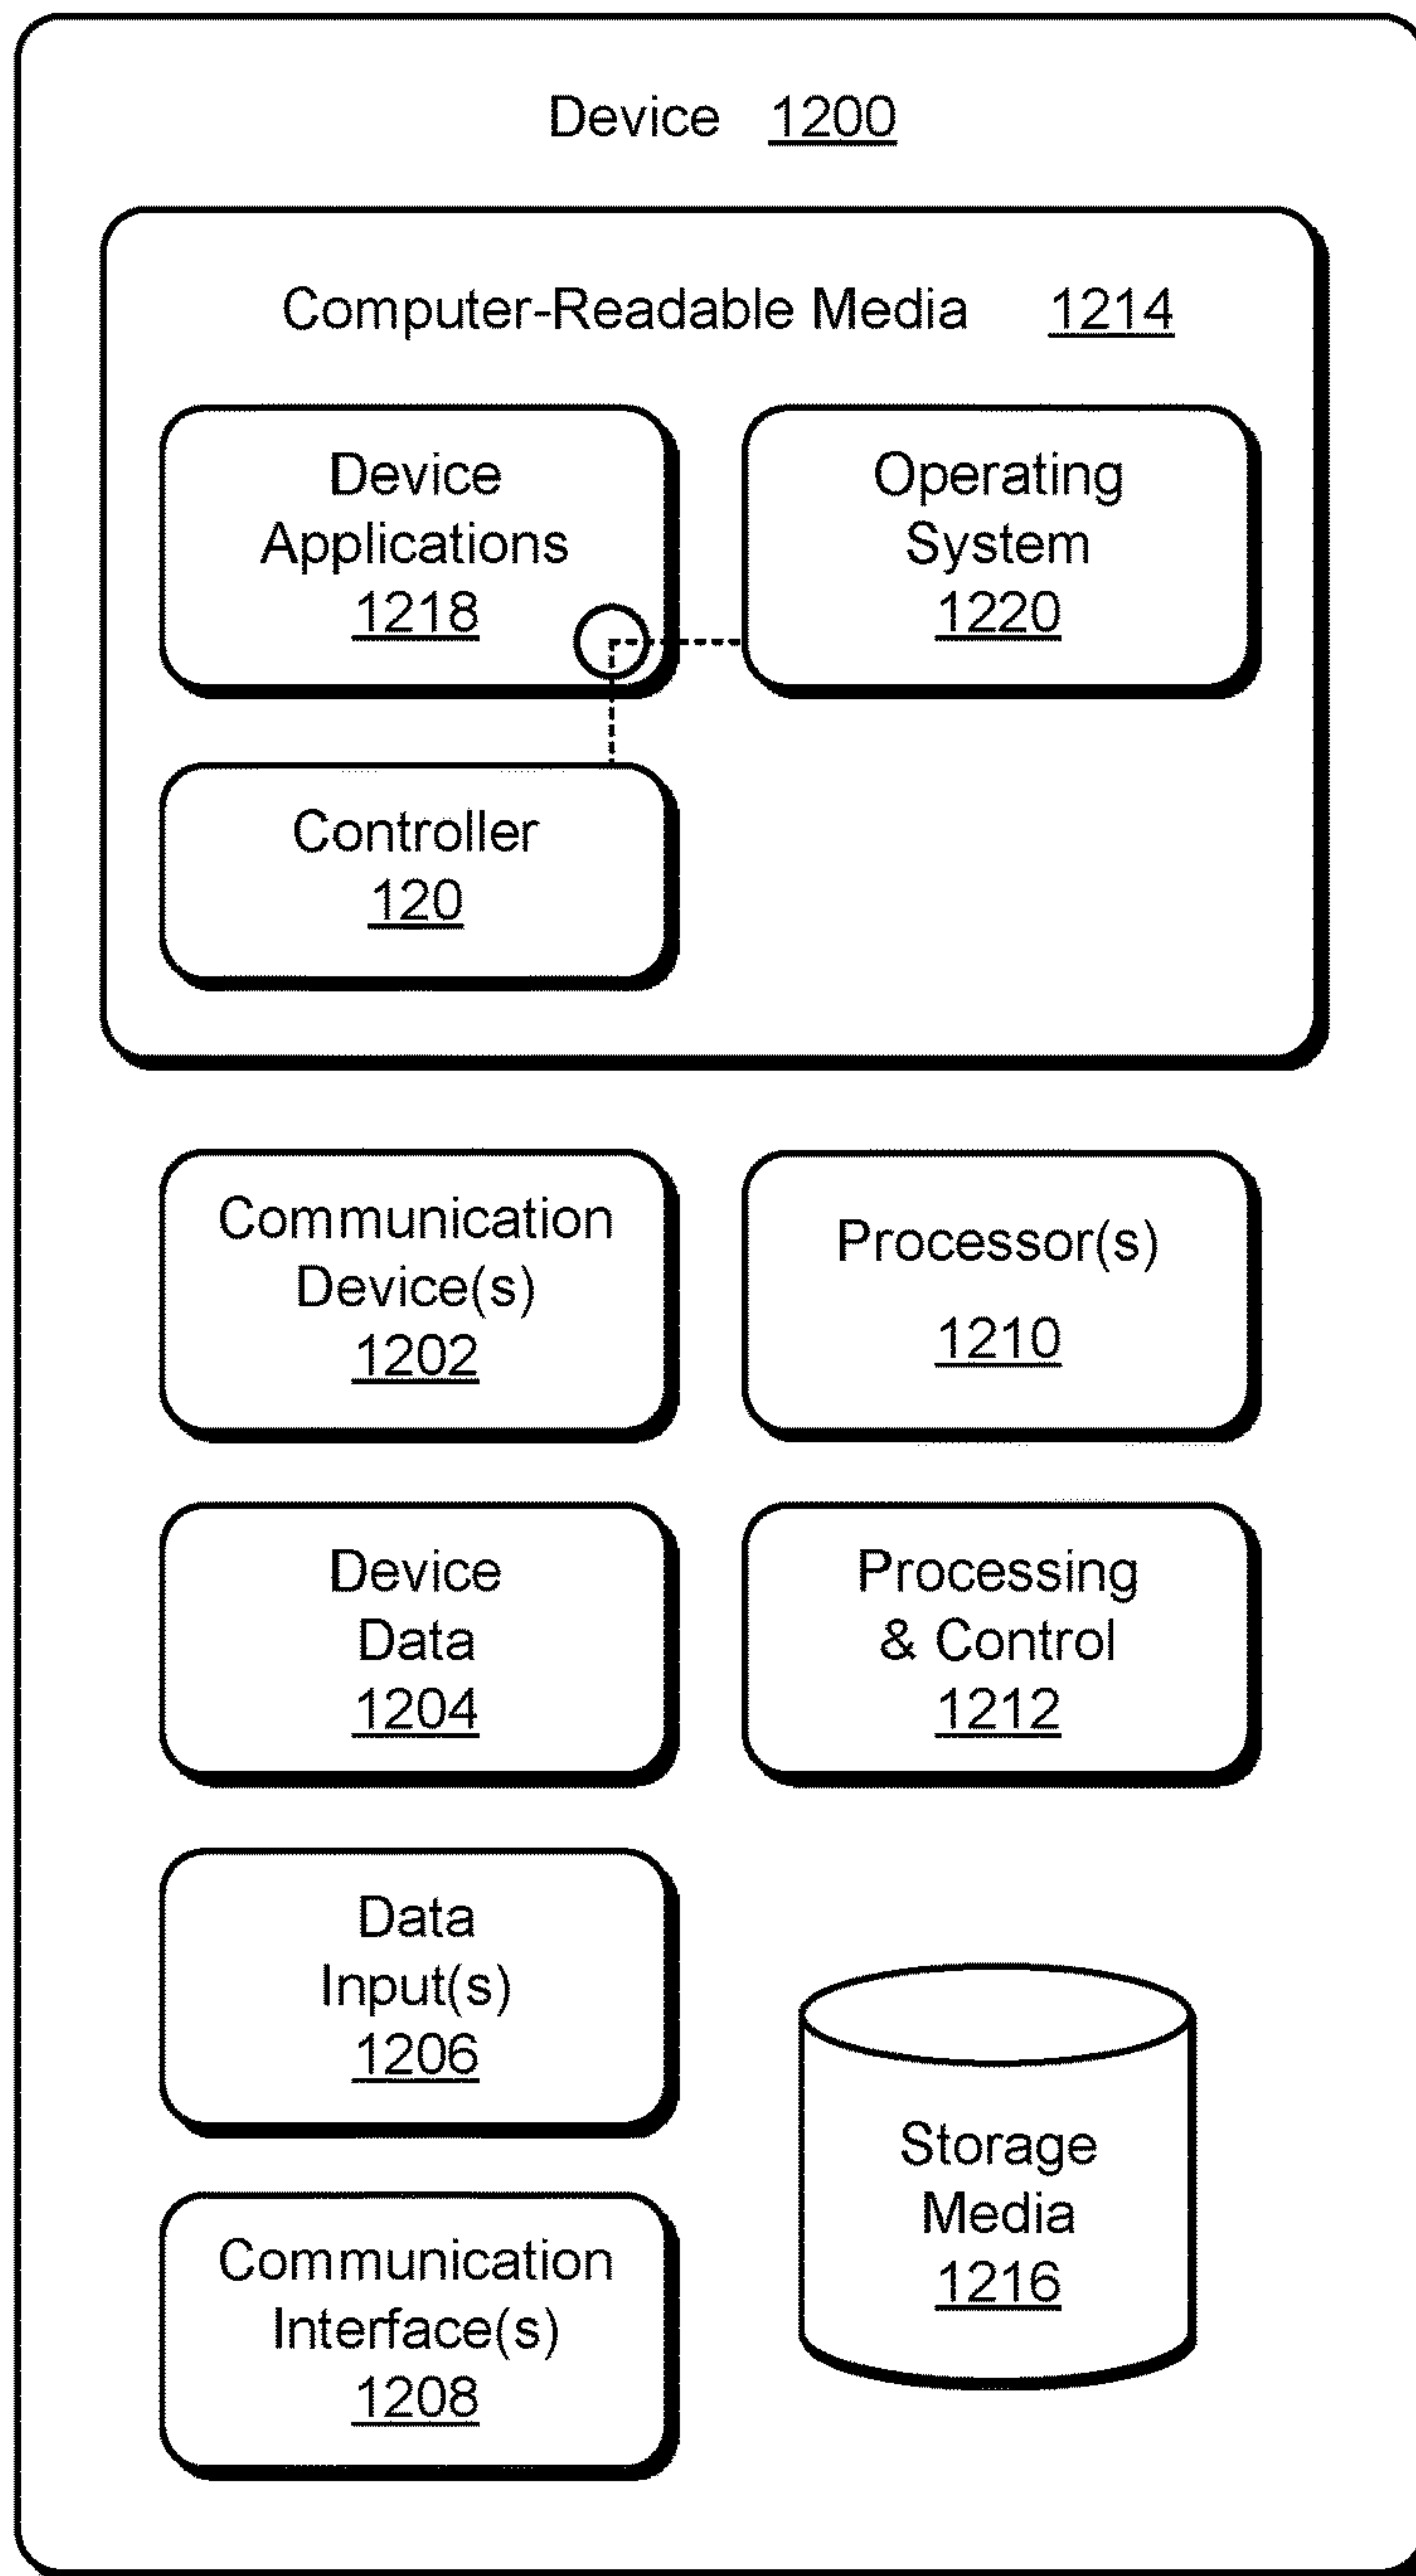 Device 1200
Computer-Readable Media 1214
Device
Applications
1218
Operating
System
1220
Controller
120
Communication
Device(s)
1202
Processor(s)
1210
Device
Data
1204
Processing
& Control
1212
Data
Input(s)
1206
Storage
Media
1216
Communication
Interface(s)
1208